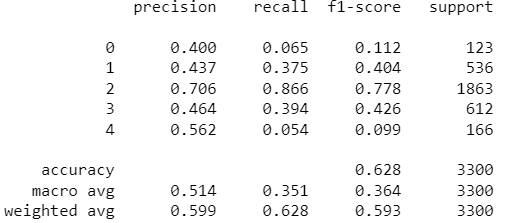 precision recall f1-score support
0 0.400 0.065 0.112 123
1 0.437 0.375 0.404 536
2 0.706 0.866 0.778 1863
3 0.464 0.394 0.426 612
4 0.562 0.054 0.099 166
accuracy 0.628 3300
macro avg 0.514 0.351 0.364 3300
weighted avg 0.599 0.628 0.593 3300